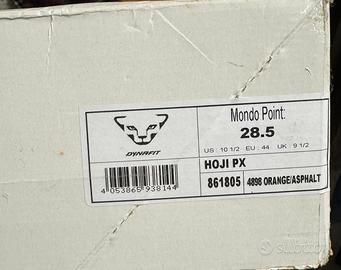 Mondo Point:
28.5
US : 10 1/2 EU : 44 UK : 9 1/2
DYNAFIT
HOJI PX
4 053865 938144
861805 4898 ORANGE/ASPHALT
subito